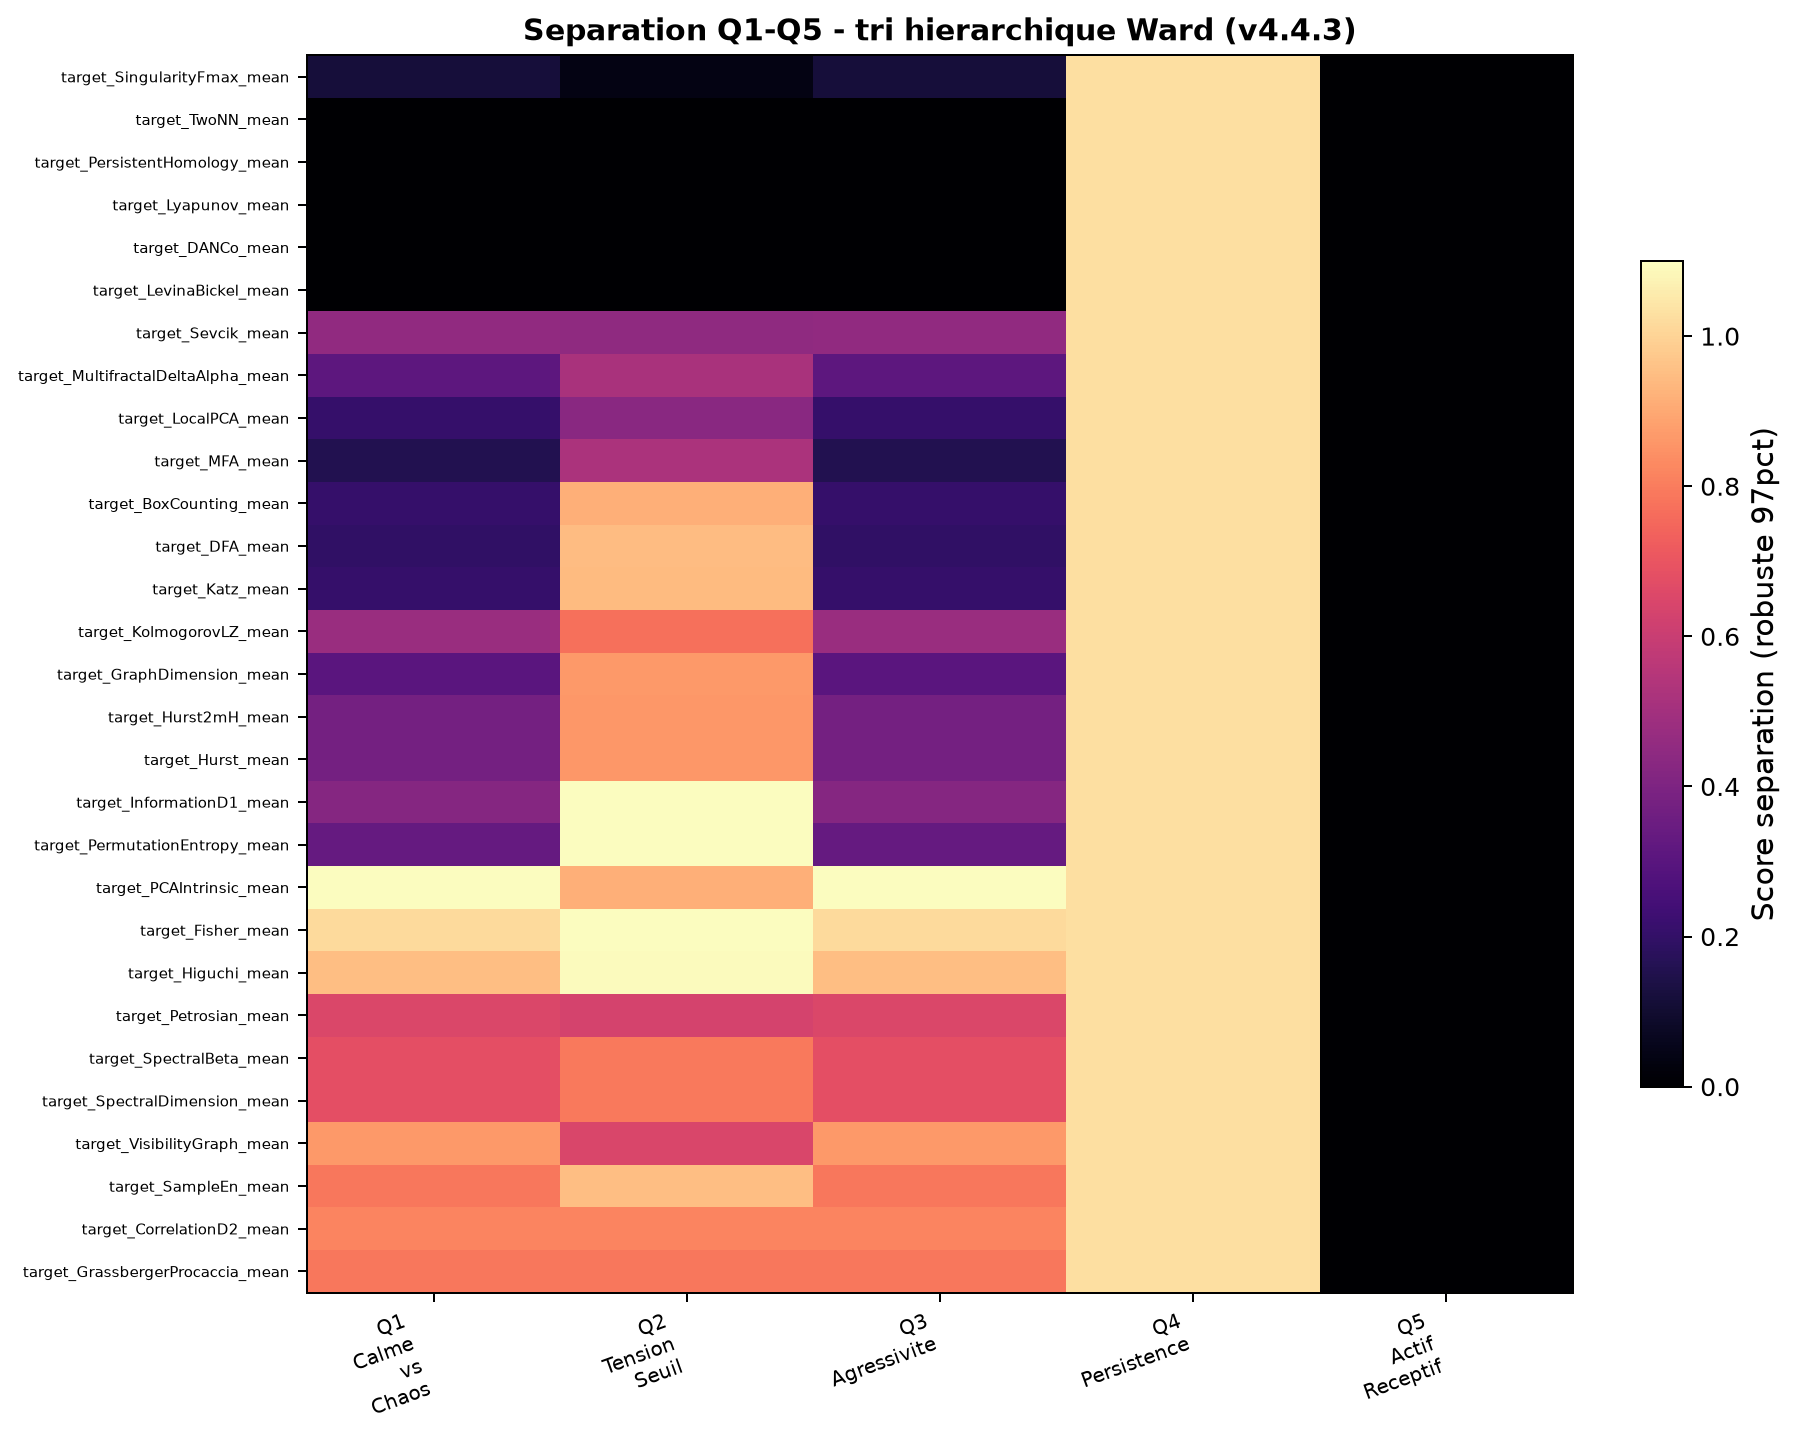 Separation Q1-Q5 - tri hierarchique Ward (v4.4.3)
target_SingularityFmax_mean
target_TwoNN_mean
target_PersistentHomology_mean
target_Lyapunov_mean
target_DANCo_mean
target_LevinaBickel_mean
target_Sevcik_mean
target_MultifractalDeltaAlpha_mean
target_LocalPCA_mean
target_MFA_mean
target_BoxCounting_mean
target_DFA_mean
target_Katz_mean
target_KolmogorovLZ_mean
target_GraphDimension_mean
target_Hurst2mH_mean
target_Hurst_mean
target_InformationD1_mean
target_PermutationEntropy_mean
target_PCAIntrinsic_mean
target_Fisher_mean
target_Higuchi_mean
target_Petrosian_mean
target_SpectralBeta_mean
target_SpectralDimension_mean
target_VisibilityGraph_mean
target_SampleEn_mean
target_CorrelationD2_mean
target_GrassbergerProcaccia_mean
Q1
Calme
vs
Chaos
Q2
Tension
Seuil
Q3
Agressivite
Q4
Persistence
Q5
Actif
Receptif
1.0
0.8
0.6
0.4
0.2
0.0
Score separation (robuste 97pct)